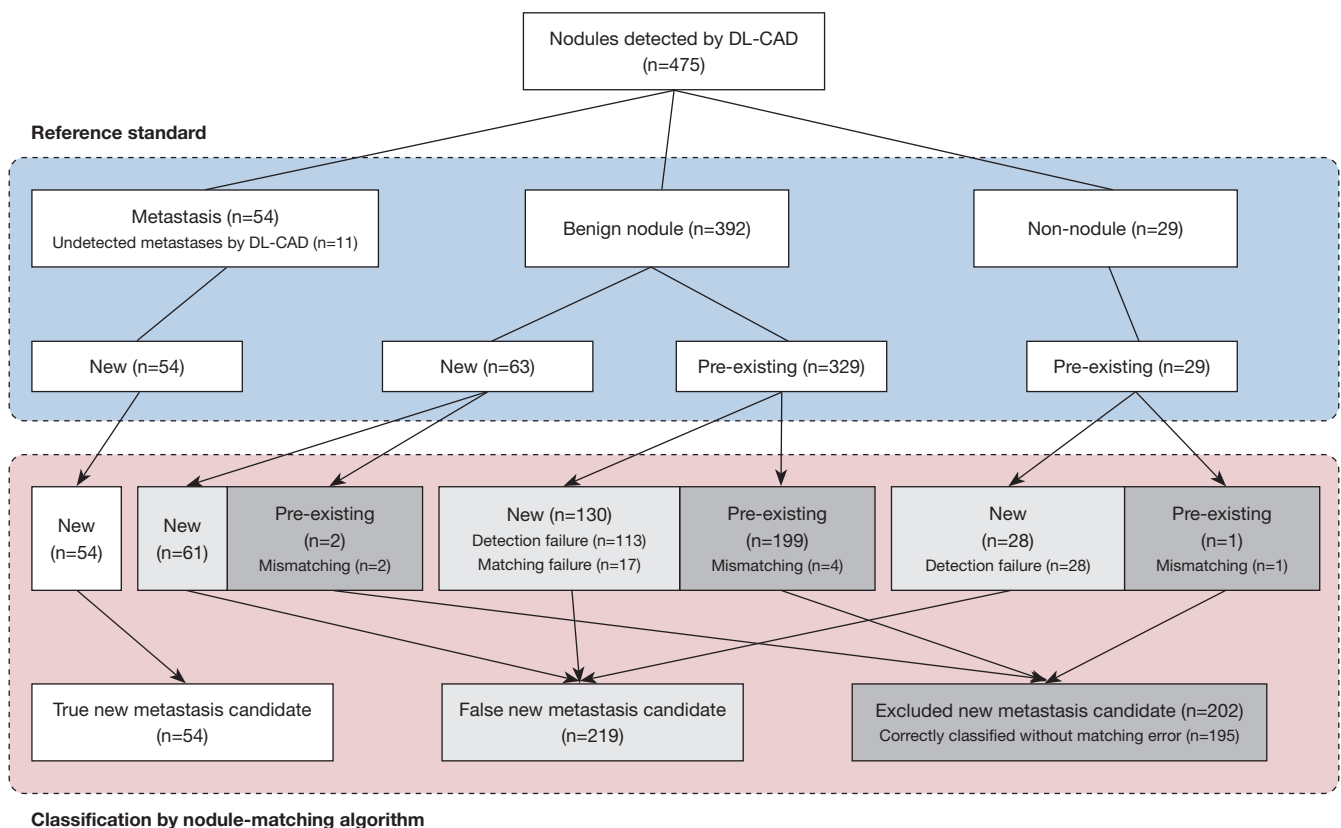 Nodules detected by DL-CAD
(n=475)
Reference standard
Metastasis (n=54)
Undetected metastases by DL-CAD (n=11)
Benign nodule (n=392)
Non-nodule (n=29)
New (n=54)
New (n=63)
Pre-existing (n=329)
Pre-existing (n=29)
New
(n=54)
New
(n=61)
Pre-existing
(n=2)
Mismatching (n=2)
New (n=130)
Detection failure (n=113)
Matching failure (n=17)
Pre-existing
(n=199)
Mismatching (n=4)
New
(n=28)
Detection failure (n=28)
Pre-existing
(n=1)
Mismatching (n=1)
True new metastasis candidate
(n=54)
False new metastasis candidate
(n=219)
Excluded new metastasis candidate (n=202)
Correctly classified without matching error (n=195)
Classification by nodule-matching algorithm